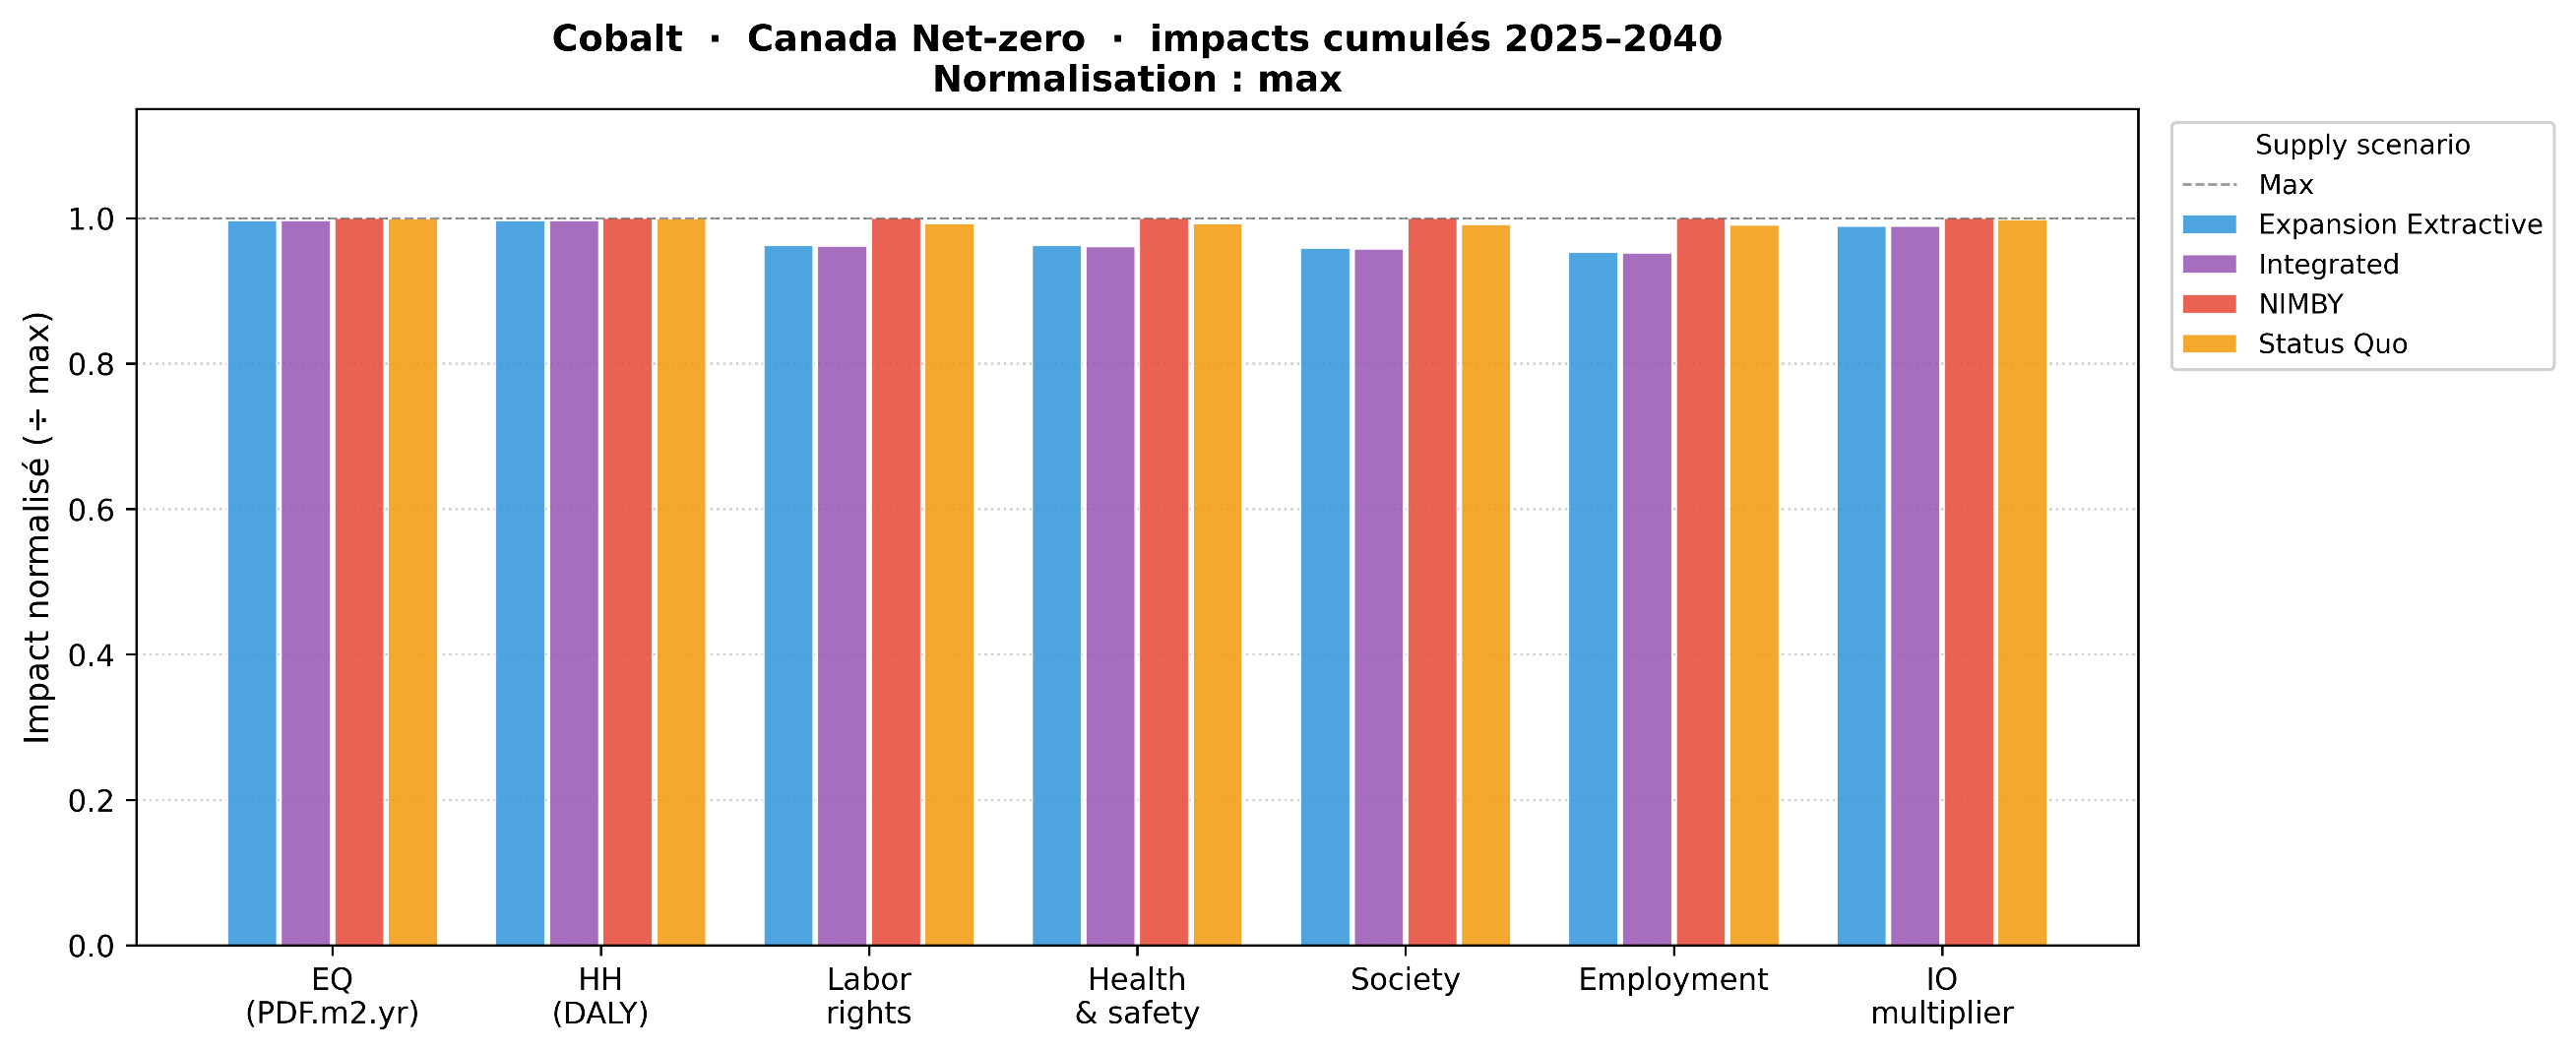 Cobalt · Canada Net-zero · impacts cumulés 2025–2040
Normalisation : max
Impact normalisé (÷ max)
1.0
0.8
0.6
0.4
0.2
0.0
EQ
(PDF.m2.yr)
HH
(DALY)
Labor
rights
Health
& safety
Society
Employment
IO
multiplier
Supply scenario
Max
Expansion Extractive
Integrated
NIMBY
Status Quo